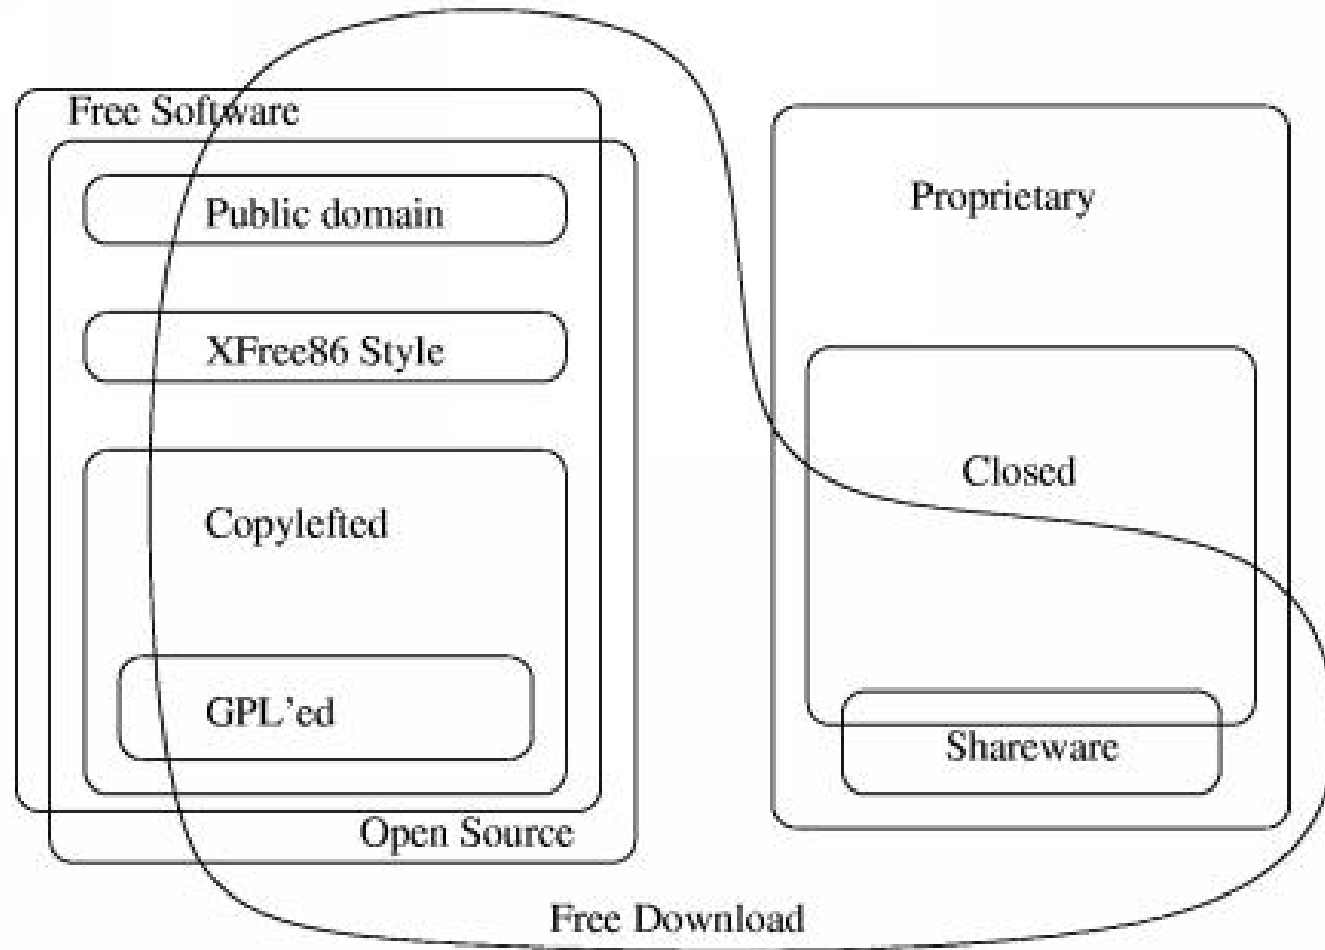 Free Software
Public domain
XFree86 Style
Copylefted
GPL'ed
Open Source
Proprietary
Closed
Shareware
Free Download